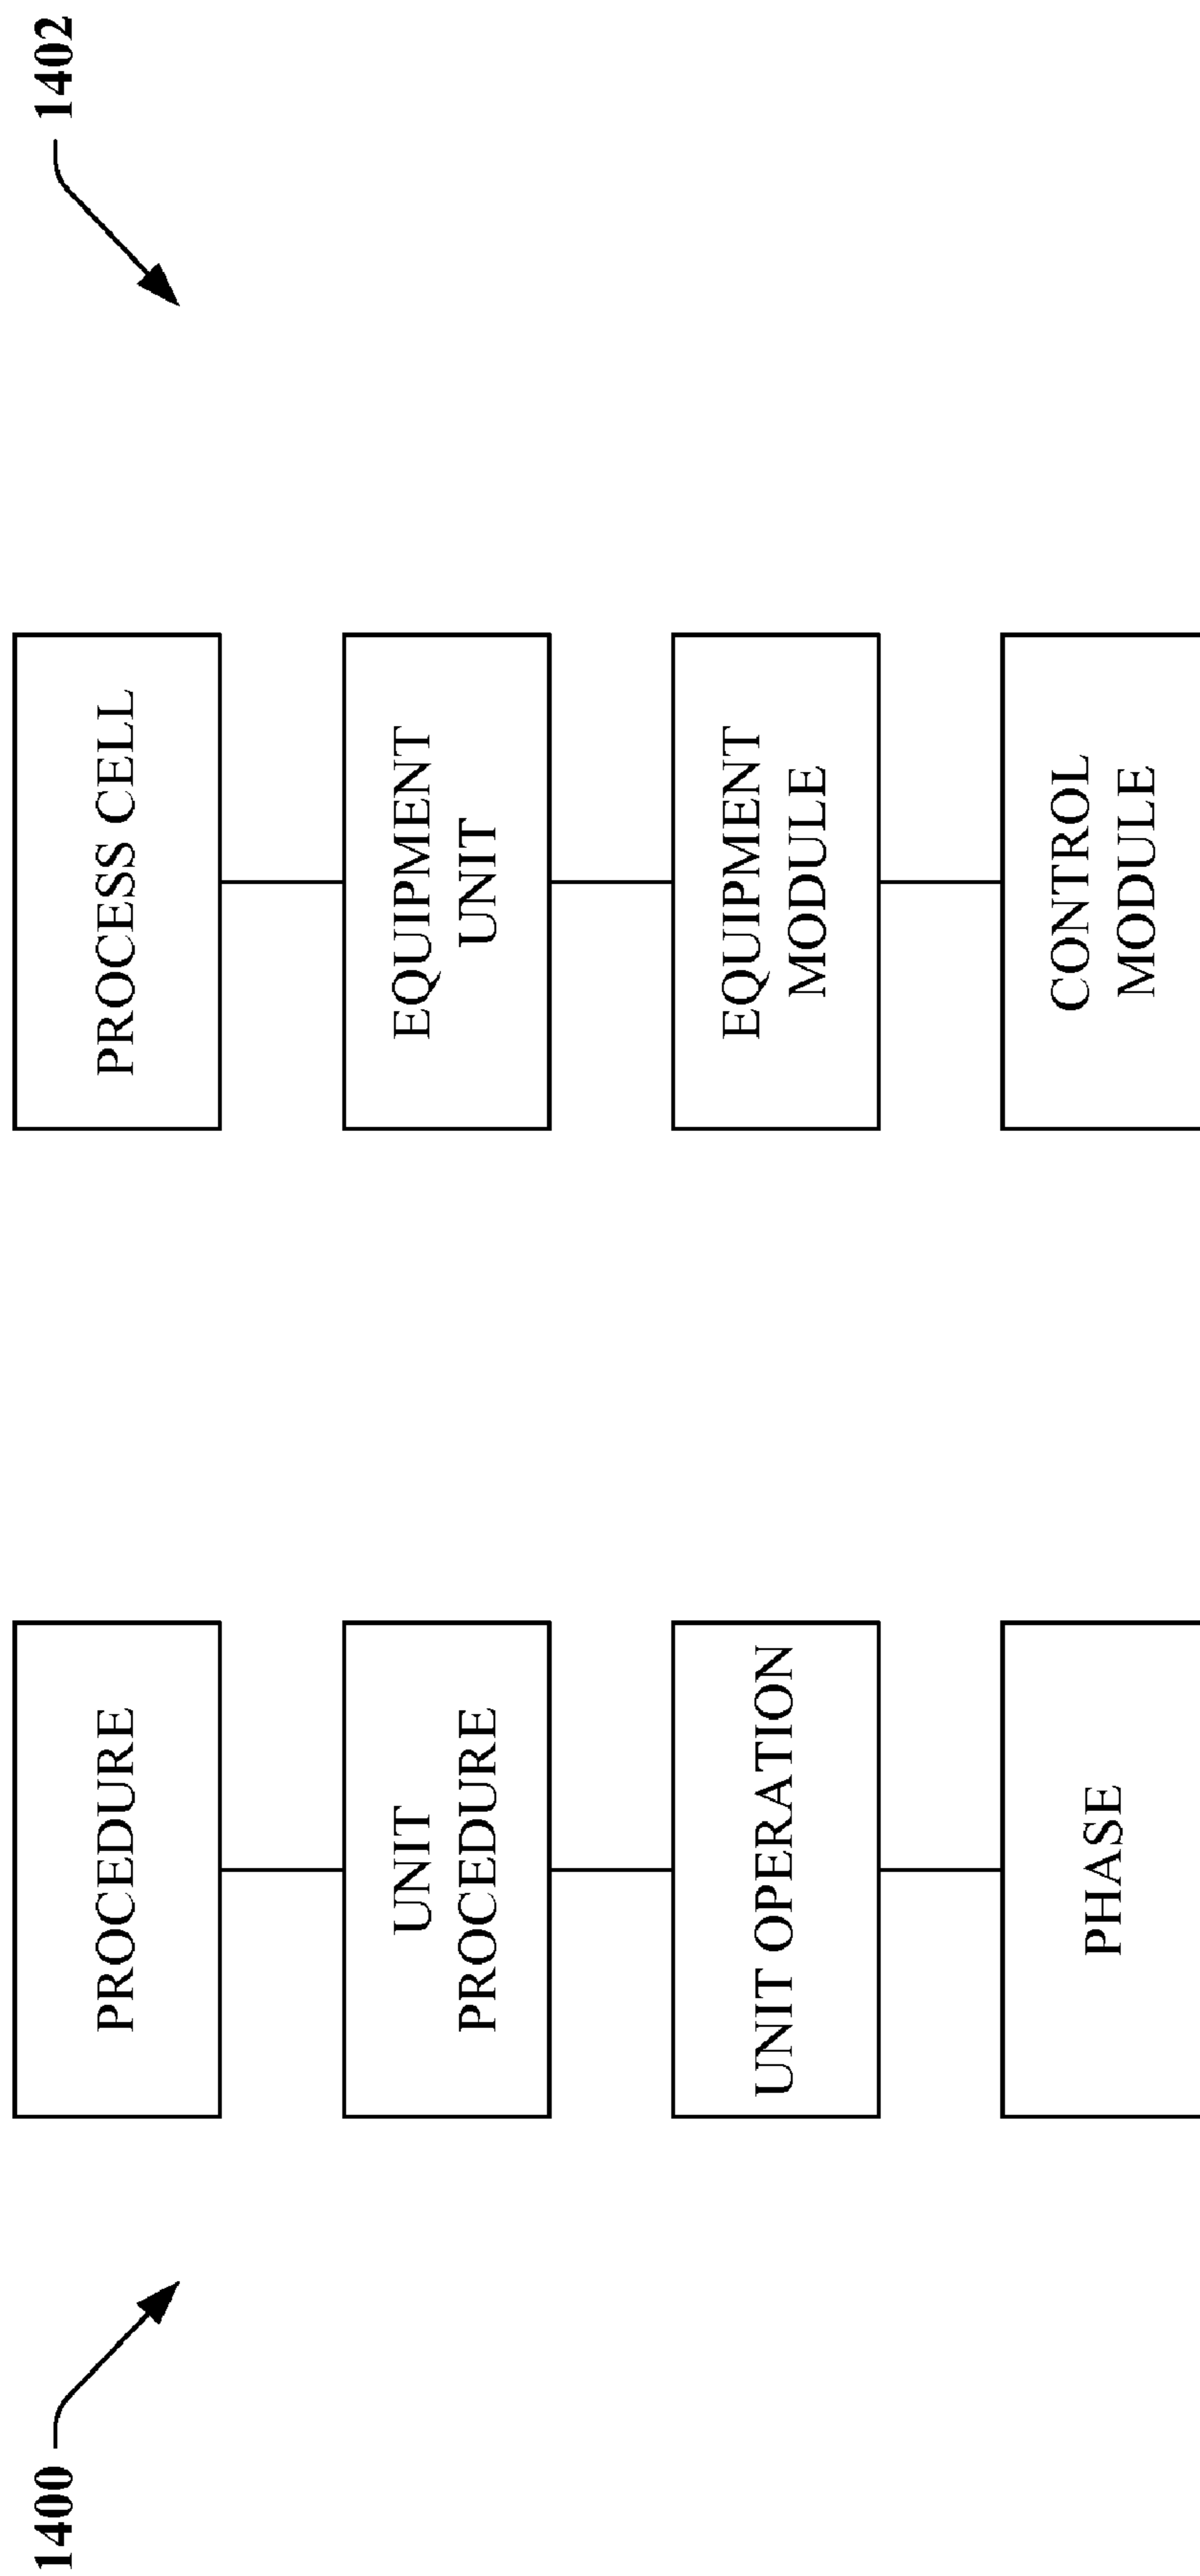 1400
1402
PROCEDURE
PROCESS CELL
UNIT
PROCEDURE
EQUIPMENT
UNIT
UNIT OPERATION
EQUIPMENT
MODULE
PHASE
CONTROL
MODULE